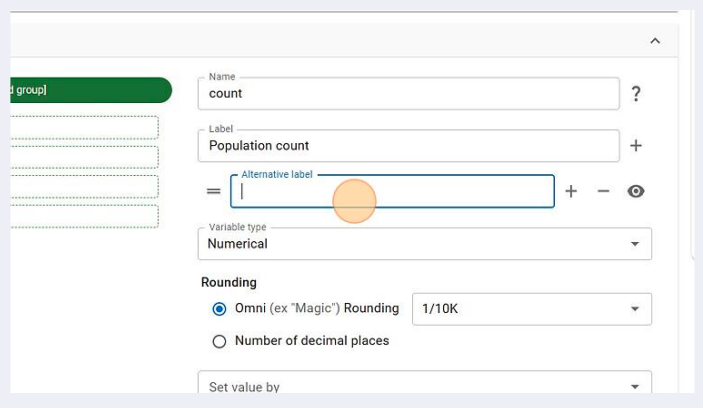 Name
count
?
d group]
Label
Population count
Alternative label
Variable type
Numerical
Rounding
Omni (ex "Magic") Rounding
1/10K
Number of decimal places
Set value by